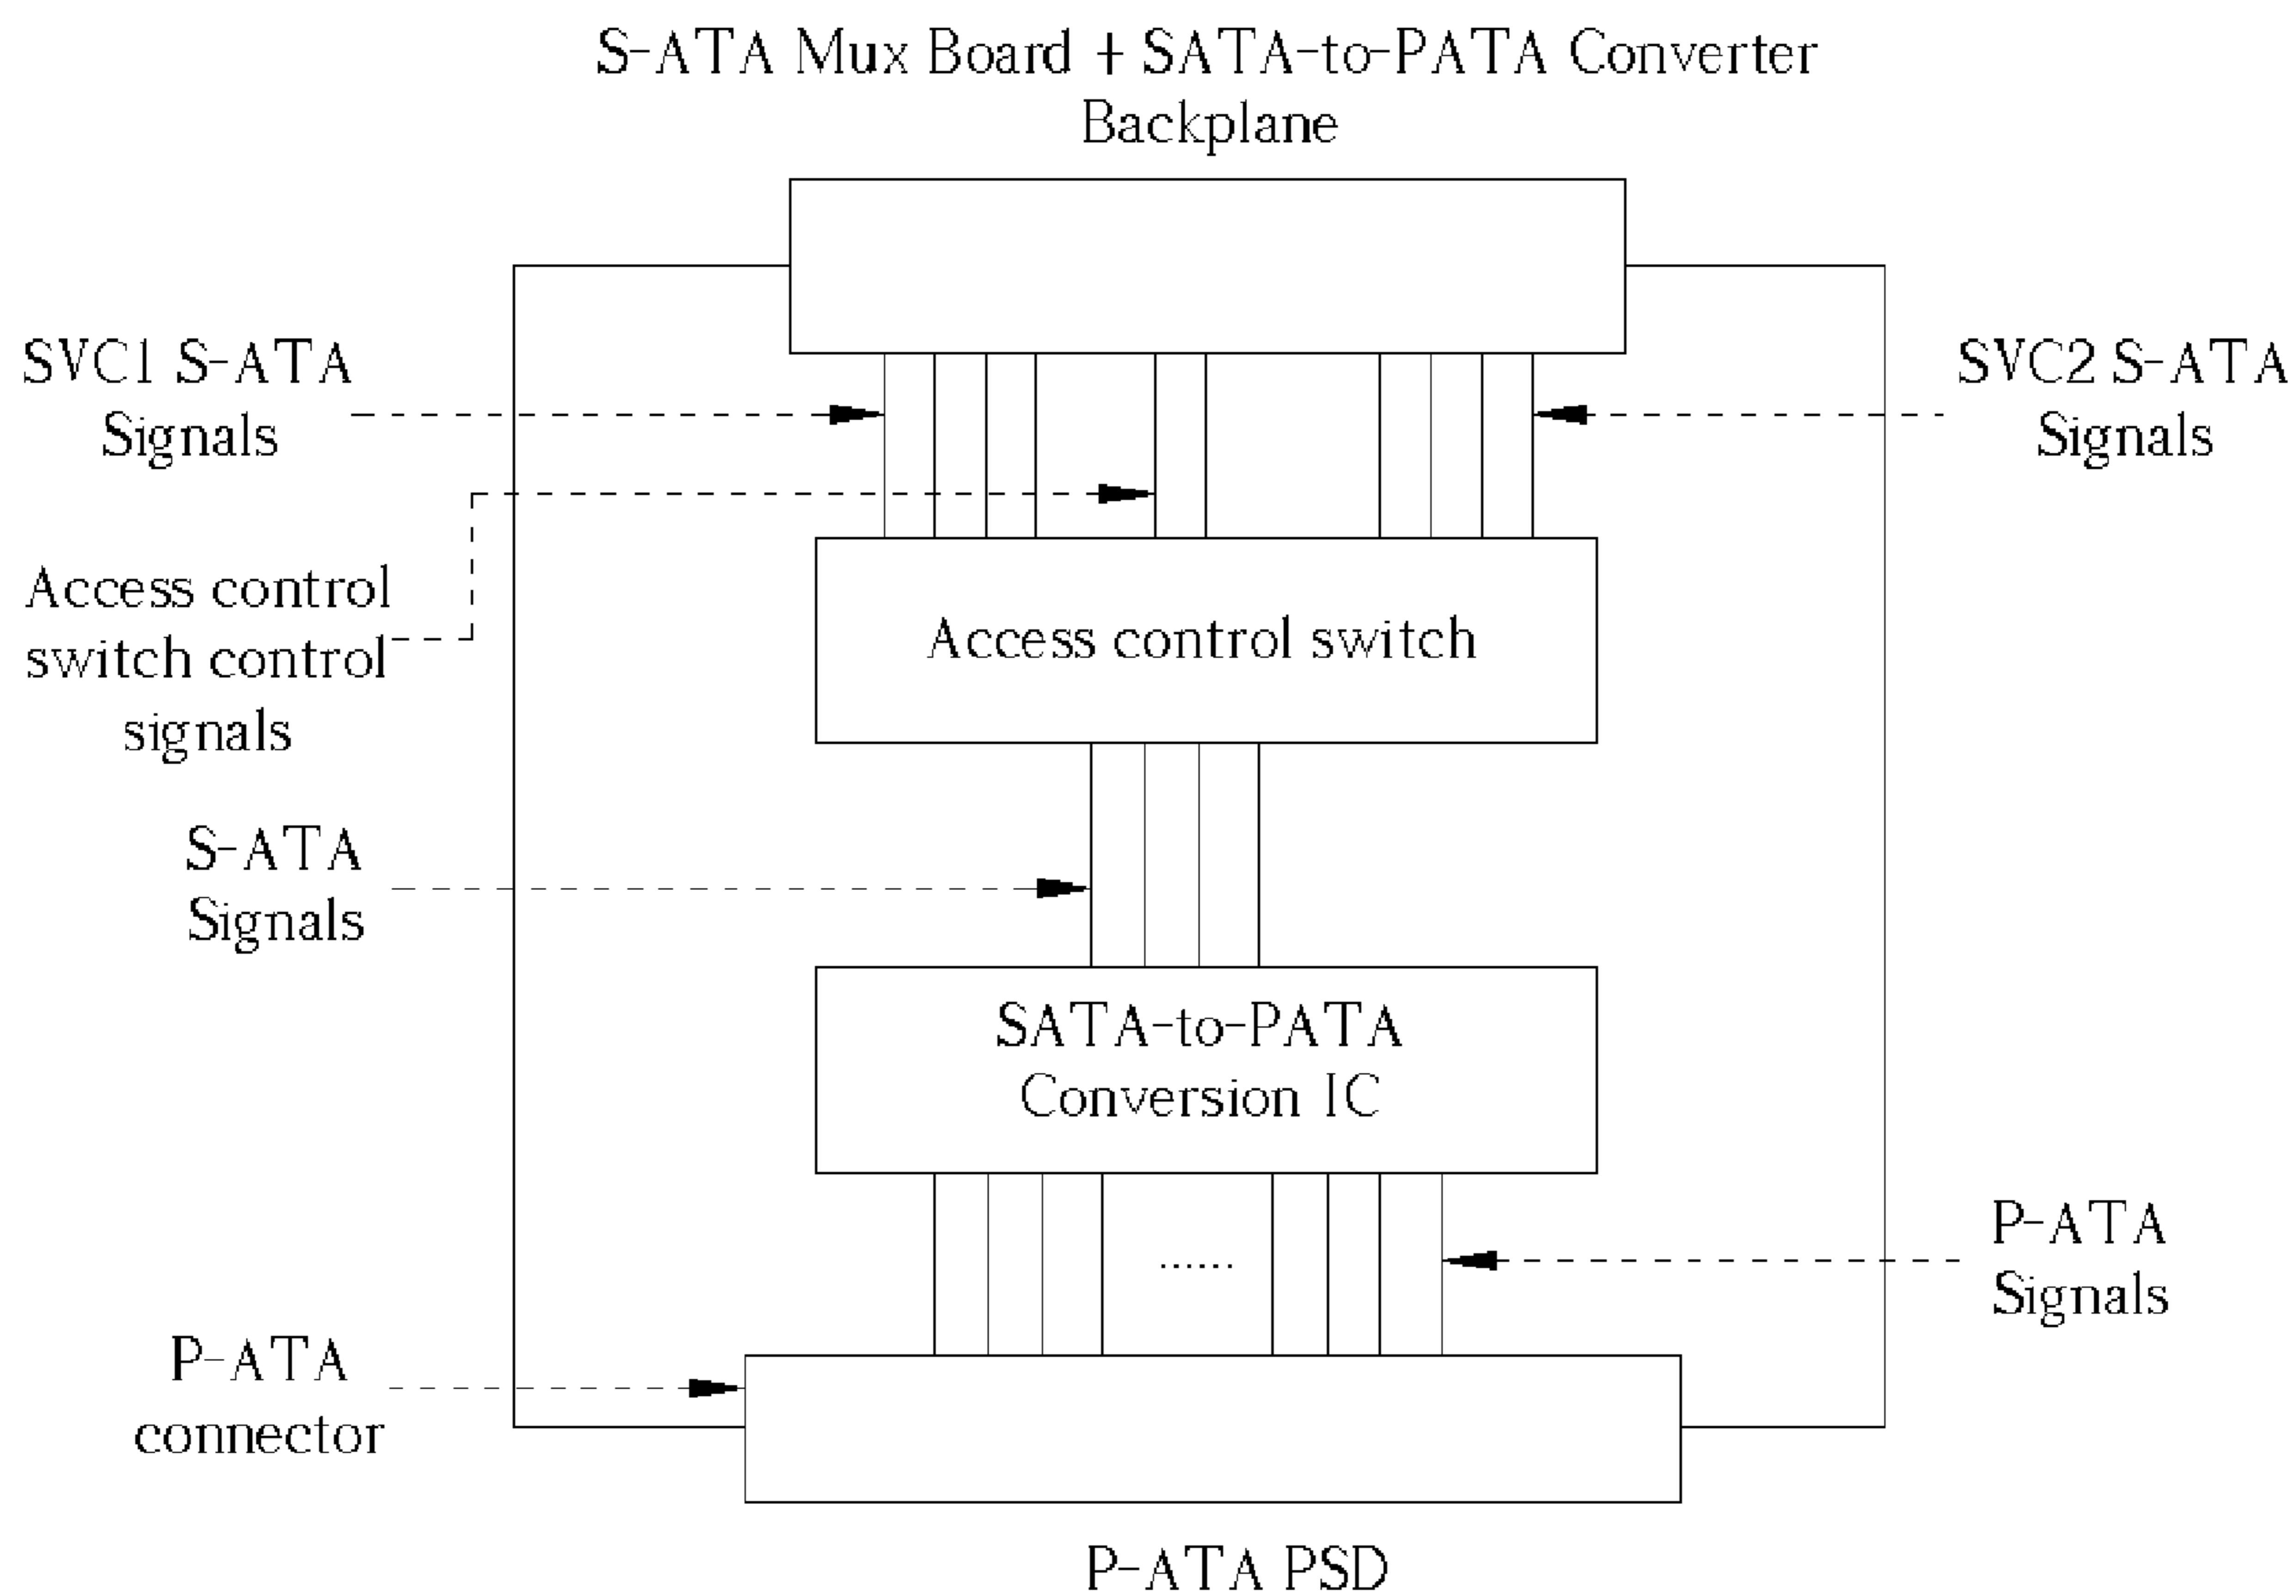 S-ATA Mux Board + SATA-to-PATA Converter
Backplane
SVC1 S-ATA
Signals
SVC2 S-ATA
Signals
Access control
switch control
signals
Access control switch
S-ATA
Signals
SATA-to-PATA
Conversion IC
......
P-ATA
Signals
P-ATA
connector
P-ATA PSD